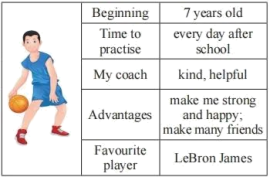 Beginning 7 years old
Time to every day after
practise school
My coach kind, helpful
Advantages make me strong
and happy;
make many friends
Favourite LeBron James
player